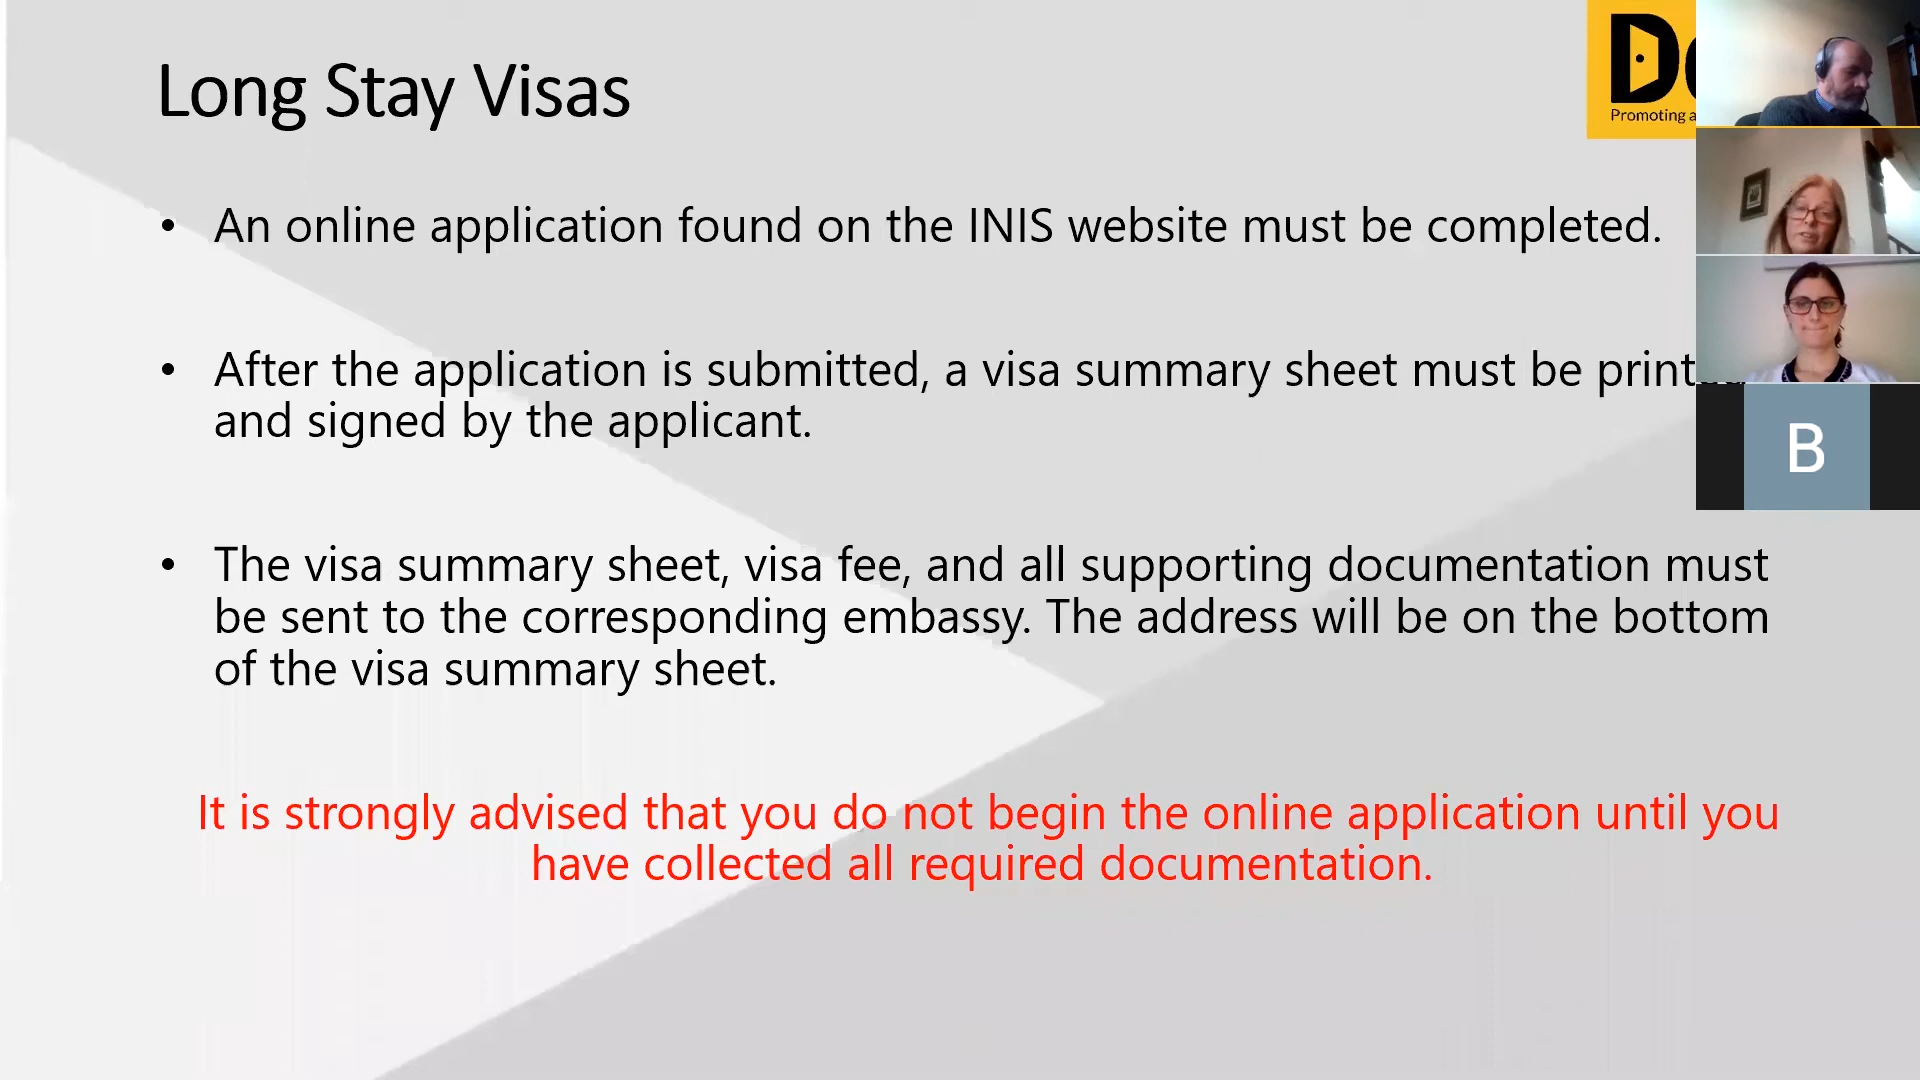 Long Stay Visas
Promoting
• An online application found on the INIS website must be completed.
• After the application is submitted, a visa summary sheet must be printed
and signed by the applicant.
B
• The visa summary sheet, visa fee, and all supporting documentation must
be sent to the corresponding embassy. The address will be on the bottom
of the visa summary sheet.
It is strongly advised that you do not begin the online application until you
have collected all required documentation.